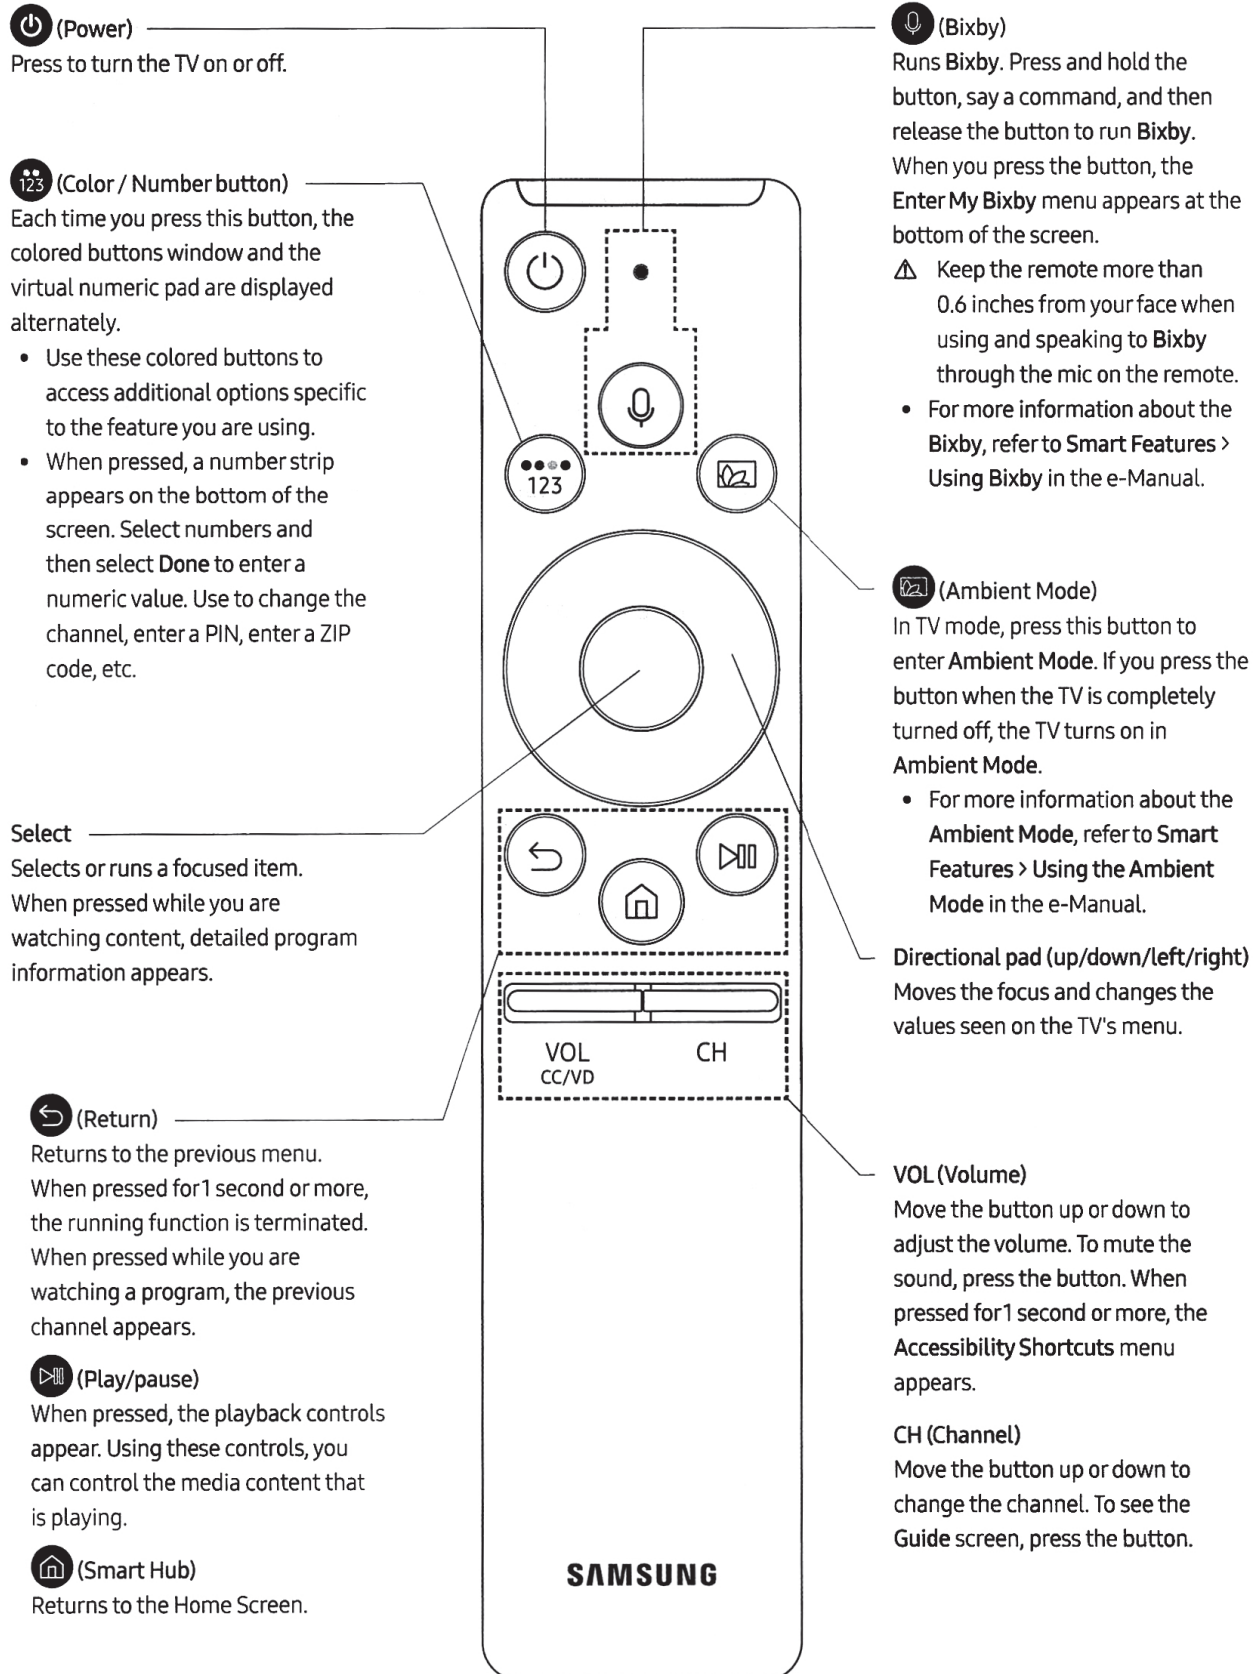 (Power)
Press to turn the TV on or off.
123 (Color / Number button)
Each time you press this button, the
colored buttons window and the
virtual numeric pad are displayed
alternately.
• Use these colored buttons to
access additional options specific
to the feature you are using.
• When pressed, a number strip
appears on the bottom of the
screen. Select numbers and
then select Done to enter a
numeric value. Use to change the
channel, enter a PIN, enter a ZIP
code, etc.
Select
Selects or runs a focused item.
When pressed while you are
watching content, detailed program
information appears.
(Return)
Returns to the previous menu.
When pressed for1 second or more,
the running function is terminated.
When pressed while you are
watching a program, the previous
channel appears.
(Play/pause)
When pressed, the playback controls
appear. Using these controls, you
can control the media content that
is playing.
(Smart Hub)
Returns to the Home Screen.
123
VOL
CC/VD
CH
SAMSUNG
(Bixby)
Runs Bixby. Press and hold the
button, say a command, and then
release the button to run Bixby.
When you press the button, the
Enter My Bixby menu appears at the
bottom of the screen.
⚠ Keep the remote more than
0.6 inches from your face when
using and speaking to Bixby
through the mic on the remote.
• For more information about the
Bixby, refer to Smart Features >
Using Bixby in the e-Manual.
(Ambient Mode)
In TV mode, press this button to
enter Ambient Mode. If you press the
button when the TV is completely
turned off, the TV turns on in
Ambient Mode.
• For more information about the
Ambient Mode, refer to Smart
Features > Using the Ambient
Mode in the e-Manual.
Directional pad (up/down/left/right)
Moves the focus and changes the
values seen on the TV's menu.
VOL (Volume)
Move the button up or down to
adjust the volume. To mute the
sound, press the button. When
pressed for1 second or more, the
Accessibility Shortcuts menu
appears.
CH (Channel)
Move the button up or down to
change the channel. To see the
Guide screen, press the button.